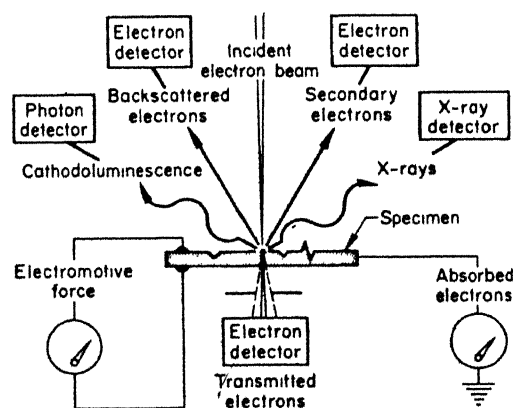 Electron
detector
Incident
electron beam
Electron
detector
Photon
detector
Backscattered
electrons
Secondary
electrons
X-ray
detector
Cathodoluminescence
X-rays
Specimen
Electromotive
force
Absorbed
electrons
Electron
detector
Transmitted
electrons